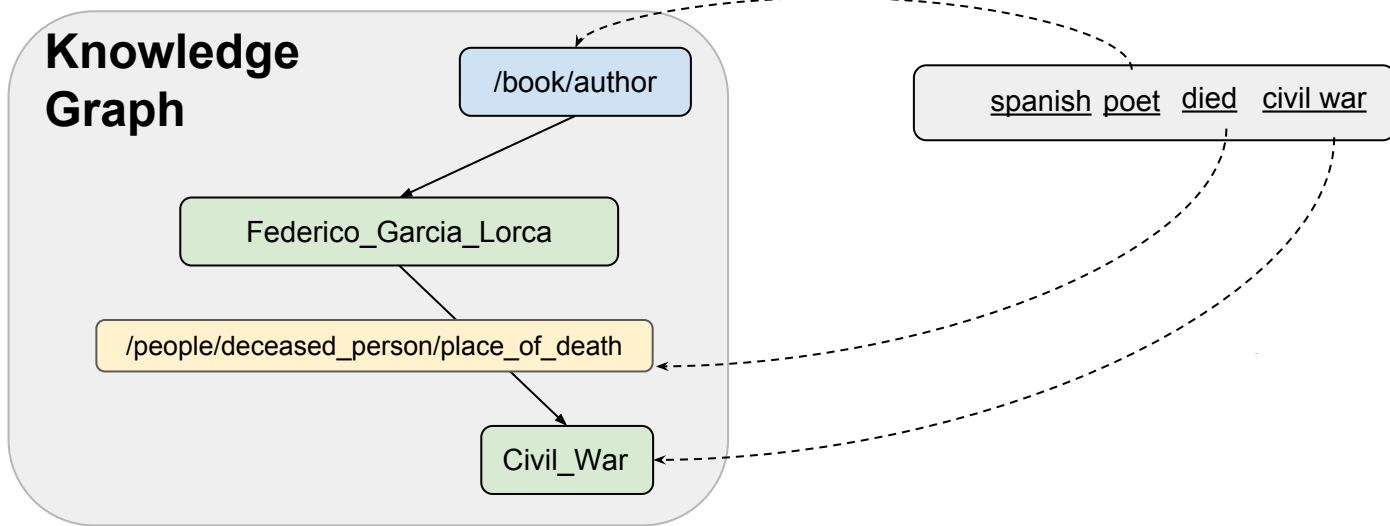 Knowledge
Graph
/book/author
spanish poet died civil war
Federico_Garcia_Lorca
/people/deceased_person/place_of_death
Civil_War